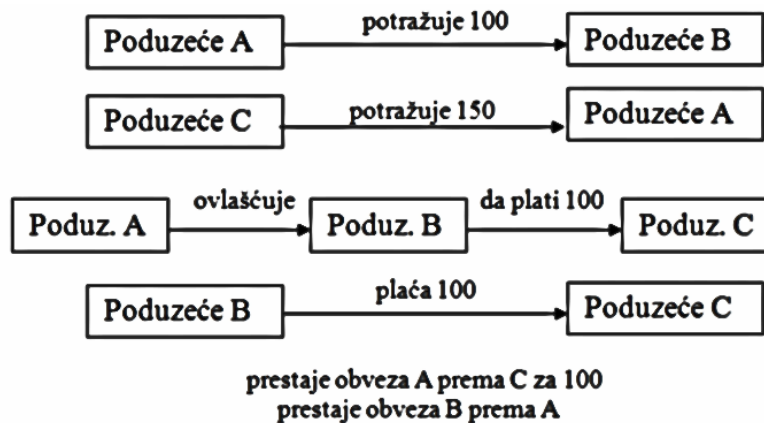 Poduzeće A potražuje 100 Poduzeće B
Poduzeće C potražuje 150 Poduzeće A
Poduz. A ovlašćuje Poduz. B da plati 100 Poduz. C
Poduzeće B plaća 100 Poduzeće C
prestaje obveza A prema C za 100
prestaje obveza B prema A